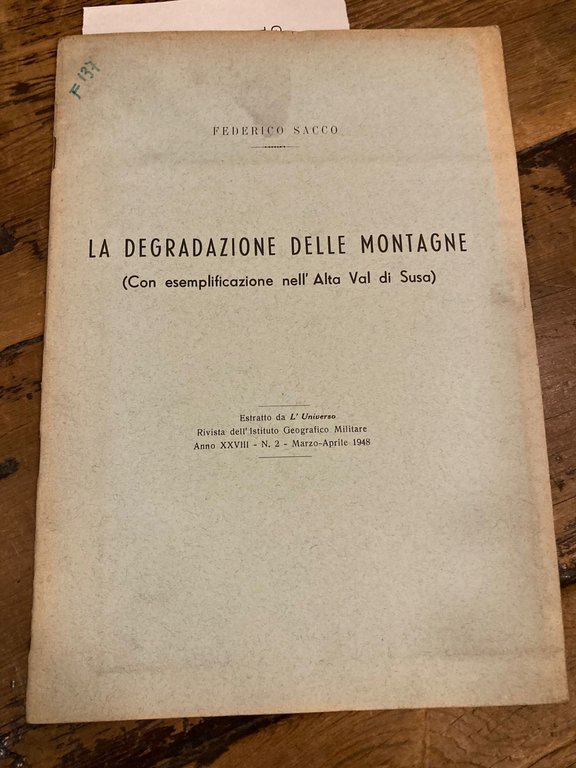 F 137
FEDERICO SACCO
LA DEGRADAZIONE DELLE MONTAGNE
(Con esemplificazione nell' Alta Val di Susa)
Estratto da L' Universo
Rivista dell' Istituto Geografico Militare
Anno XXVIII - N. 2 - Marzo-Aprile 1948